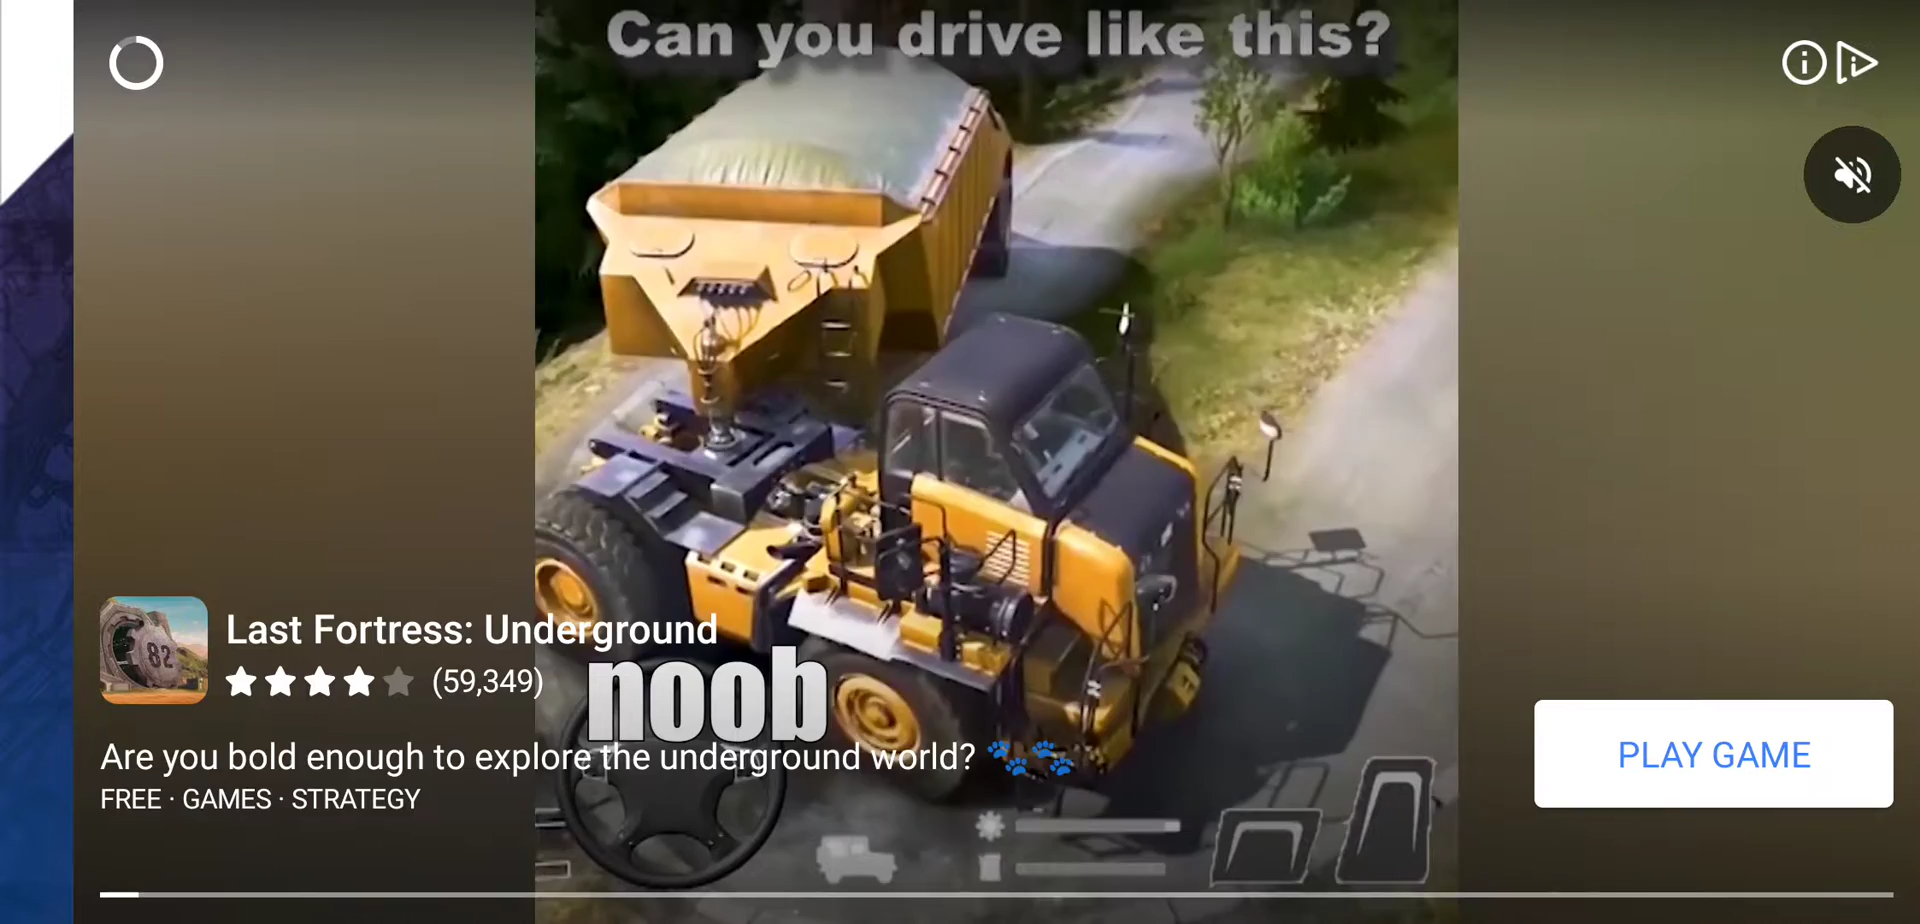 Can you drive like this?
82
Last Fortress: Underground
(59,349)
noob
Are you bold enough to explore the underground world? 🐾🐾
FREE · GAMES · STRATEGY
PLAY GAME